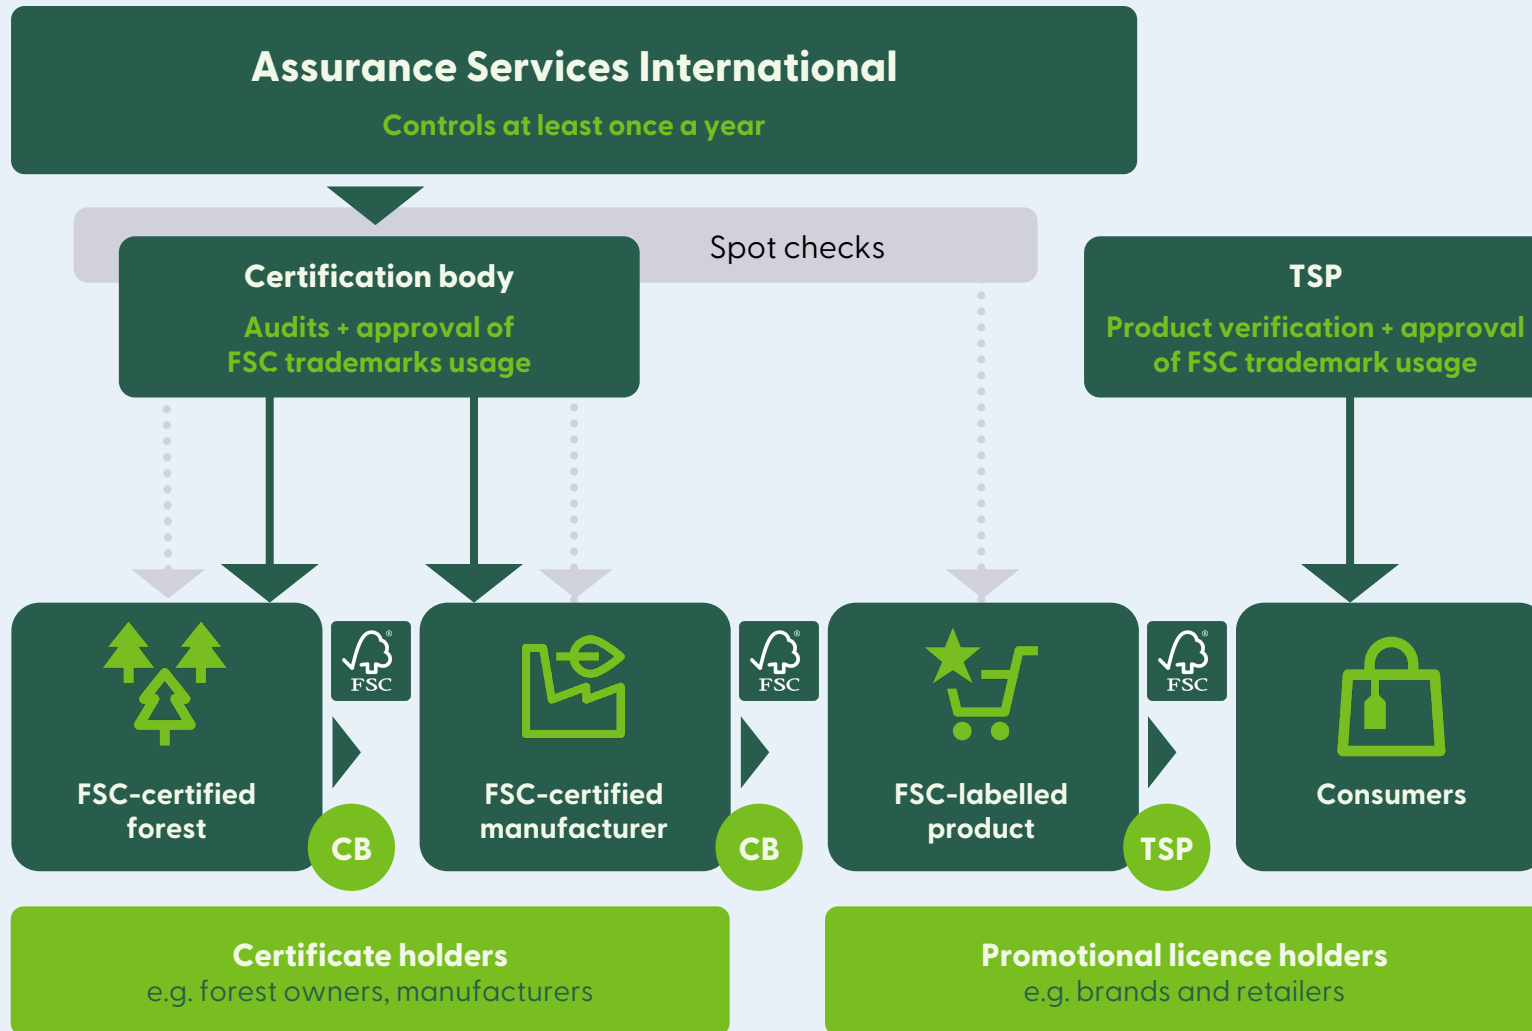 Assurance Services International
Controls at least once a year
Spot checks
Certification body
Audits + approval of
FSC trademarks usage
TSP
Product verification + approval
of FSC trademark usage
FSC-certified
forest
®
FSC
CB
FSC-certified
manufacturer
®
FSC
CB
FSC-labelled
product
®
FSC
TSP
Consumers
Certificate holders
e.g. forest owners, manufacturers
Promotional licence holders
e.g. brands and retailers